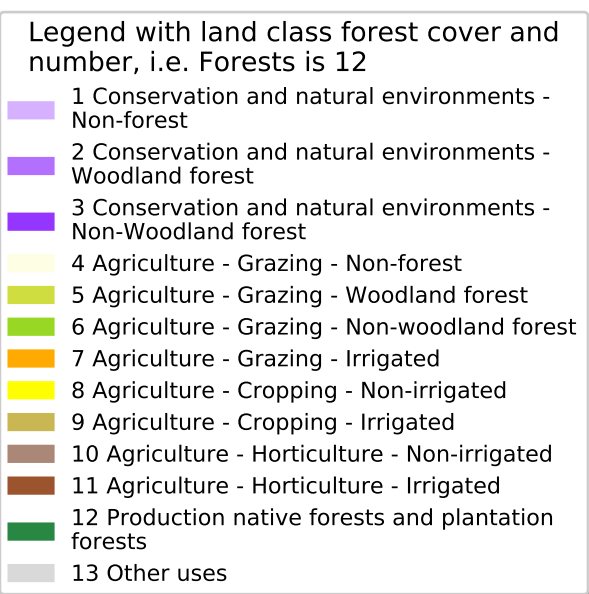 Legend with land class forest cover and
number, i.e. Forests is 12
1 Conservation and natural environments -
Non-forest
2 Conservation and natural environments -
Woodland forest
3 Conservation and natural environments -
Non-Woodland forest
4 Agriculture - Grazing - Non-forest
5 Agriculture - Grazing - Woodland forest
6 Agriculture - Grazing - Non-woodland forest
7 Agriculture - Grazing - Irrigated
8 Agriculture - Cropping - Non-irrigated
9 Agriculture - Cropping - Irrigated
10 Agriculture - Horticulture - Non-irrigated
11 Agriculture - Horticulture - Irrigated
12 Production native forests and plantation
forests
13 Other uses